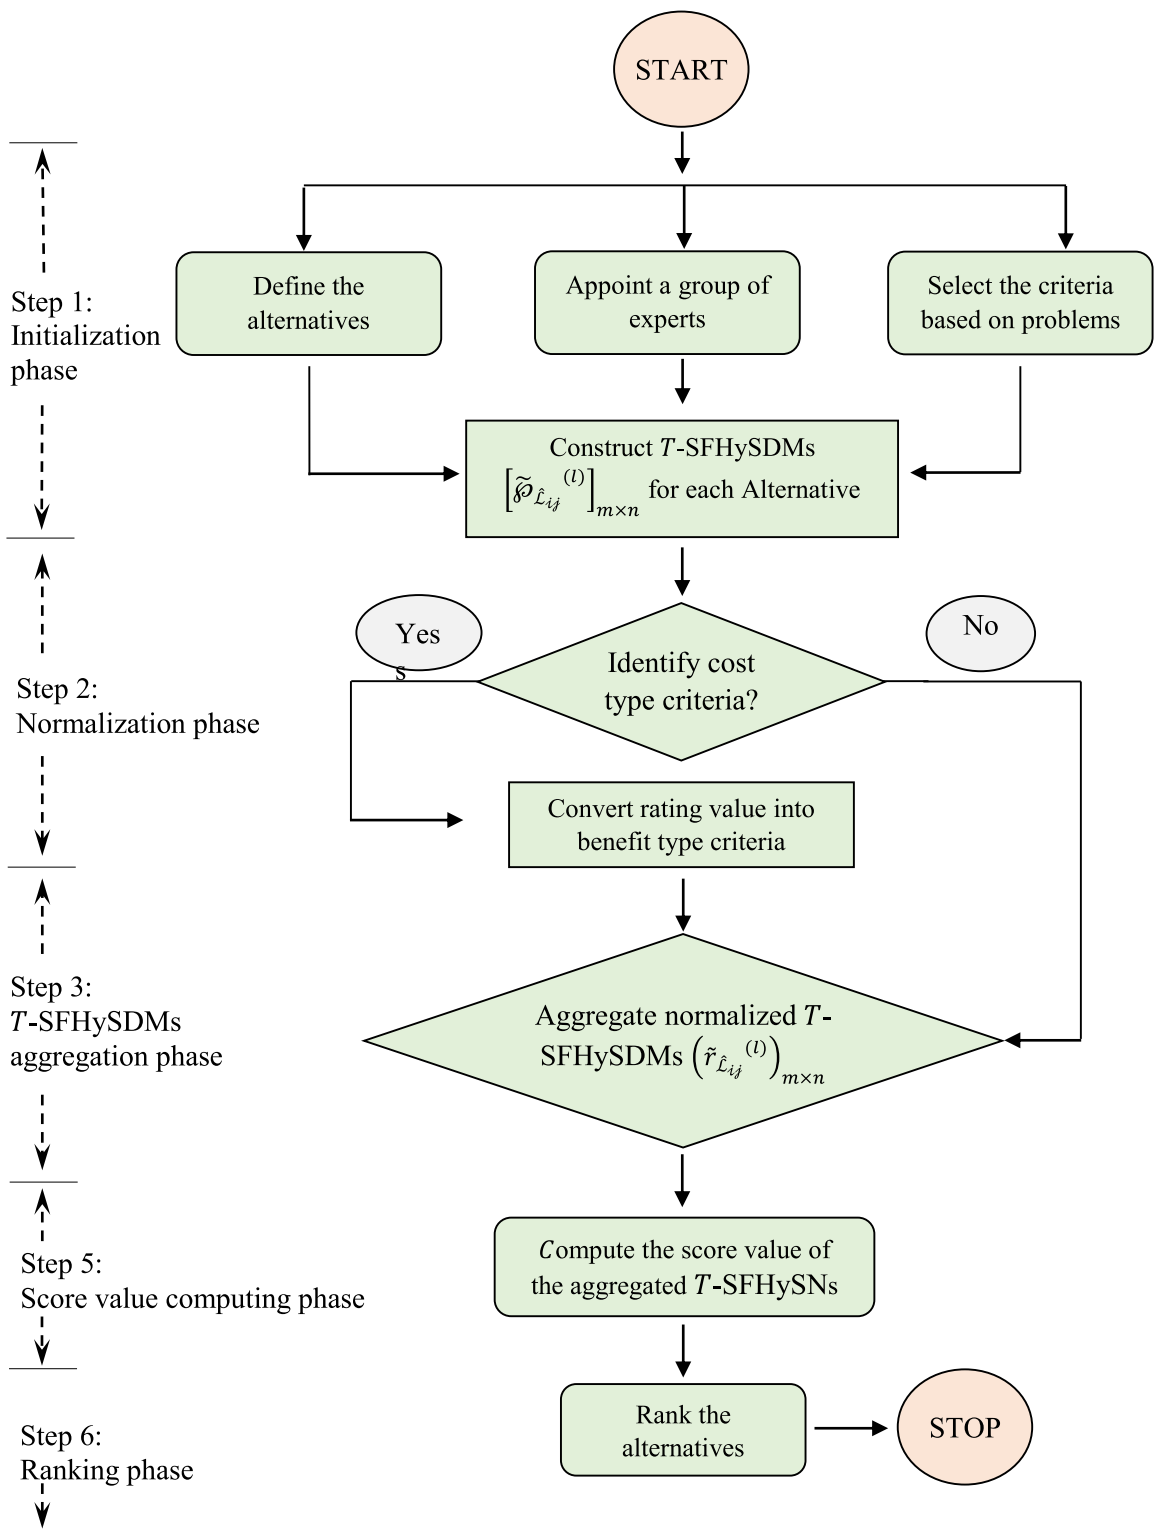 START
Step 1:
Initialization
phase
Define the
alternatives
Appoint a group of
experts
Select the criteria
based on problems
Construct T-SFHySDMs
[℘̃_{ℒ̂_{ij}}^{(l)}]_{m×n} for each Alternative
Yes
s
No
Identify cost
type criteria?
Step 2:
Normalization phase
Convert rating value into
benefit type criteria
Step 3:
T-SFHySDMs
aggregation phase
Aggregate normalized T-
SFHySDMs (r̃_{ℒ̂_{ij}}^{(l)})_{m×n}
Step 5:
Score value computing phase
Compute the score value of
the aggregated T-SFHySNs
Step 6:
Ranking phase
Rank the
alternatives
STOP